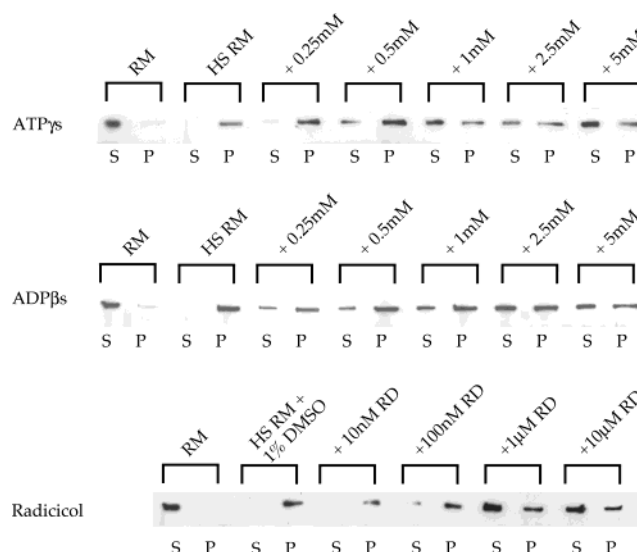 RM HS RM + 0.25mM + 0.5mM + 1mM + 2.5mM + 5mM
ATPγs
S P S P S P S P S P S P S P
RM HS RM + 0.25mM + 0.5mM + 1mM + 2.5mM + 5mM
ADPβs
S P S P S P S P S P S P S P
RM HS RM + 1% DMSO + 10nM RD +100nM RD +1µM RD +10µM RD
Radicicol
S P S P S P S P S P S P